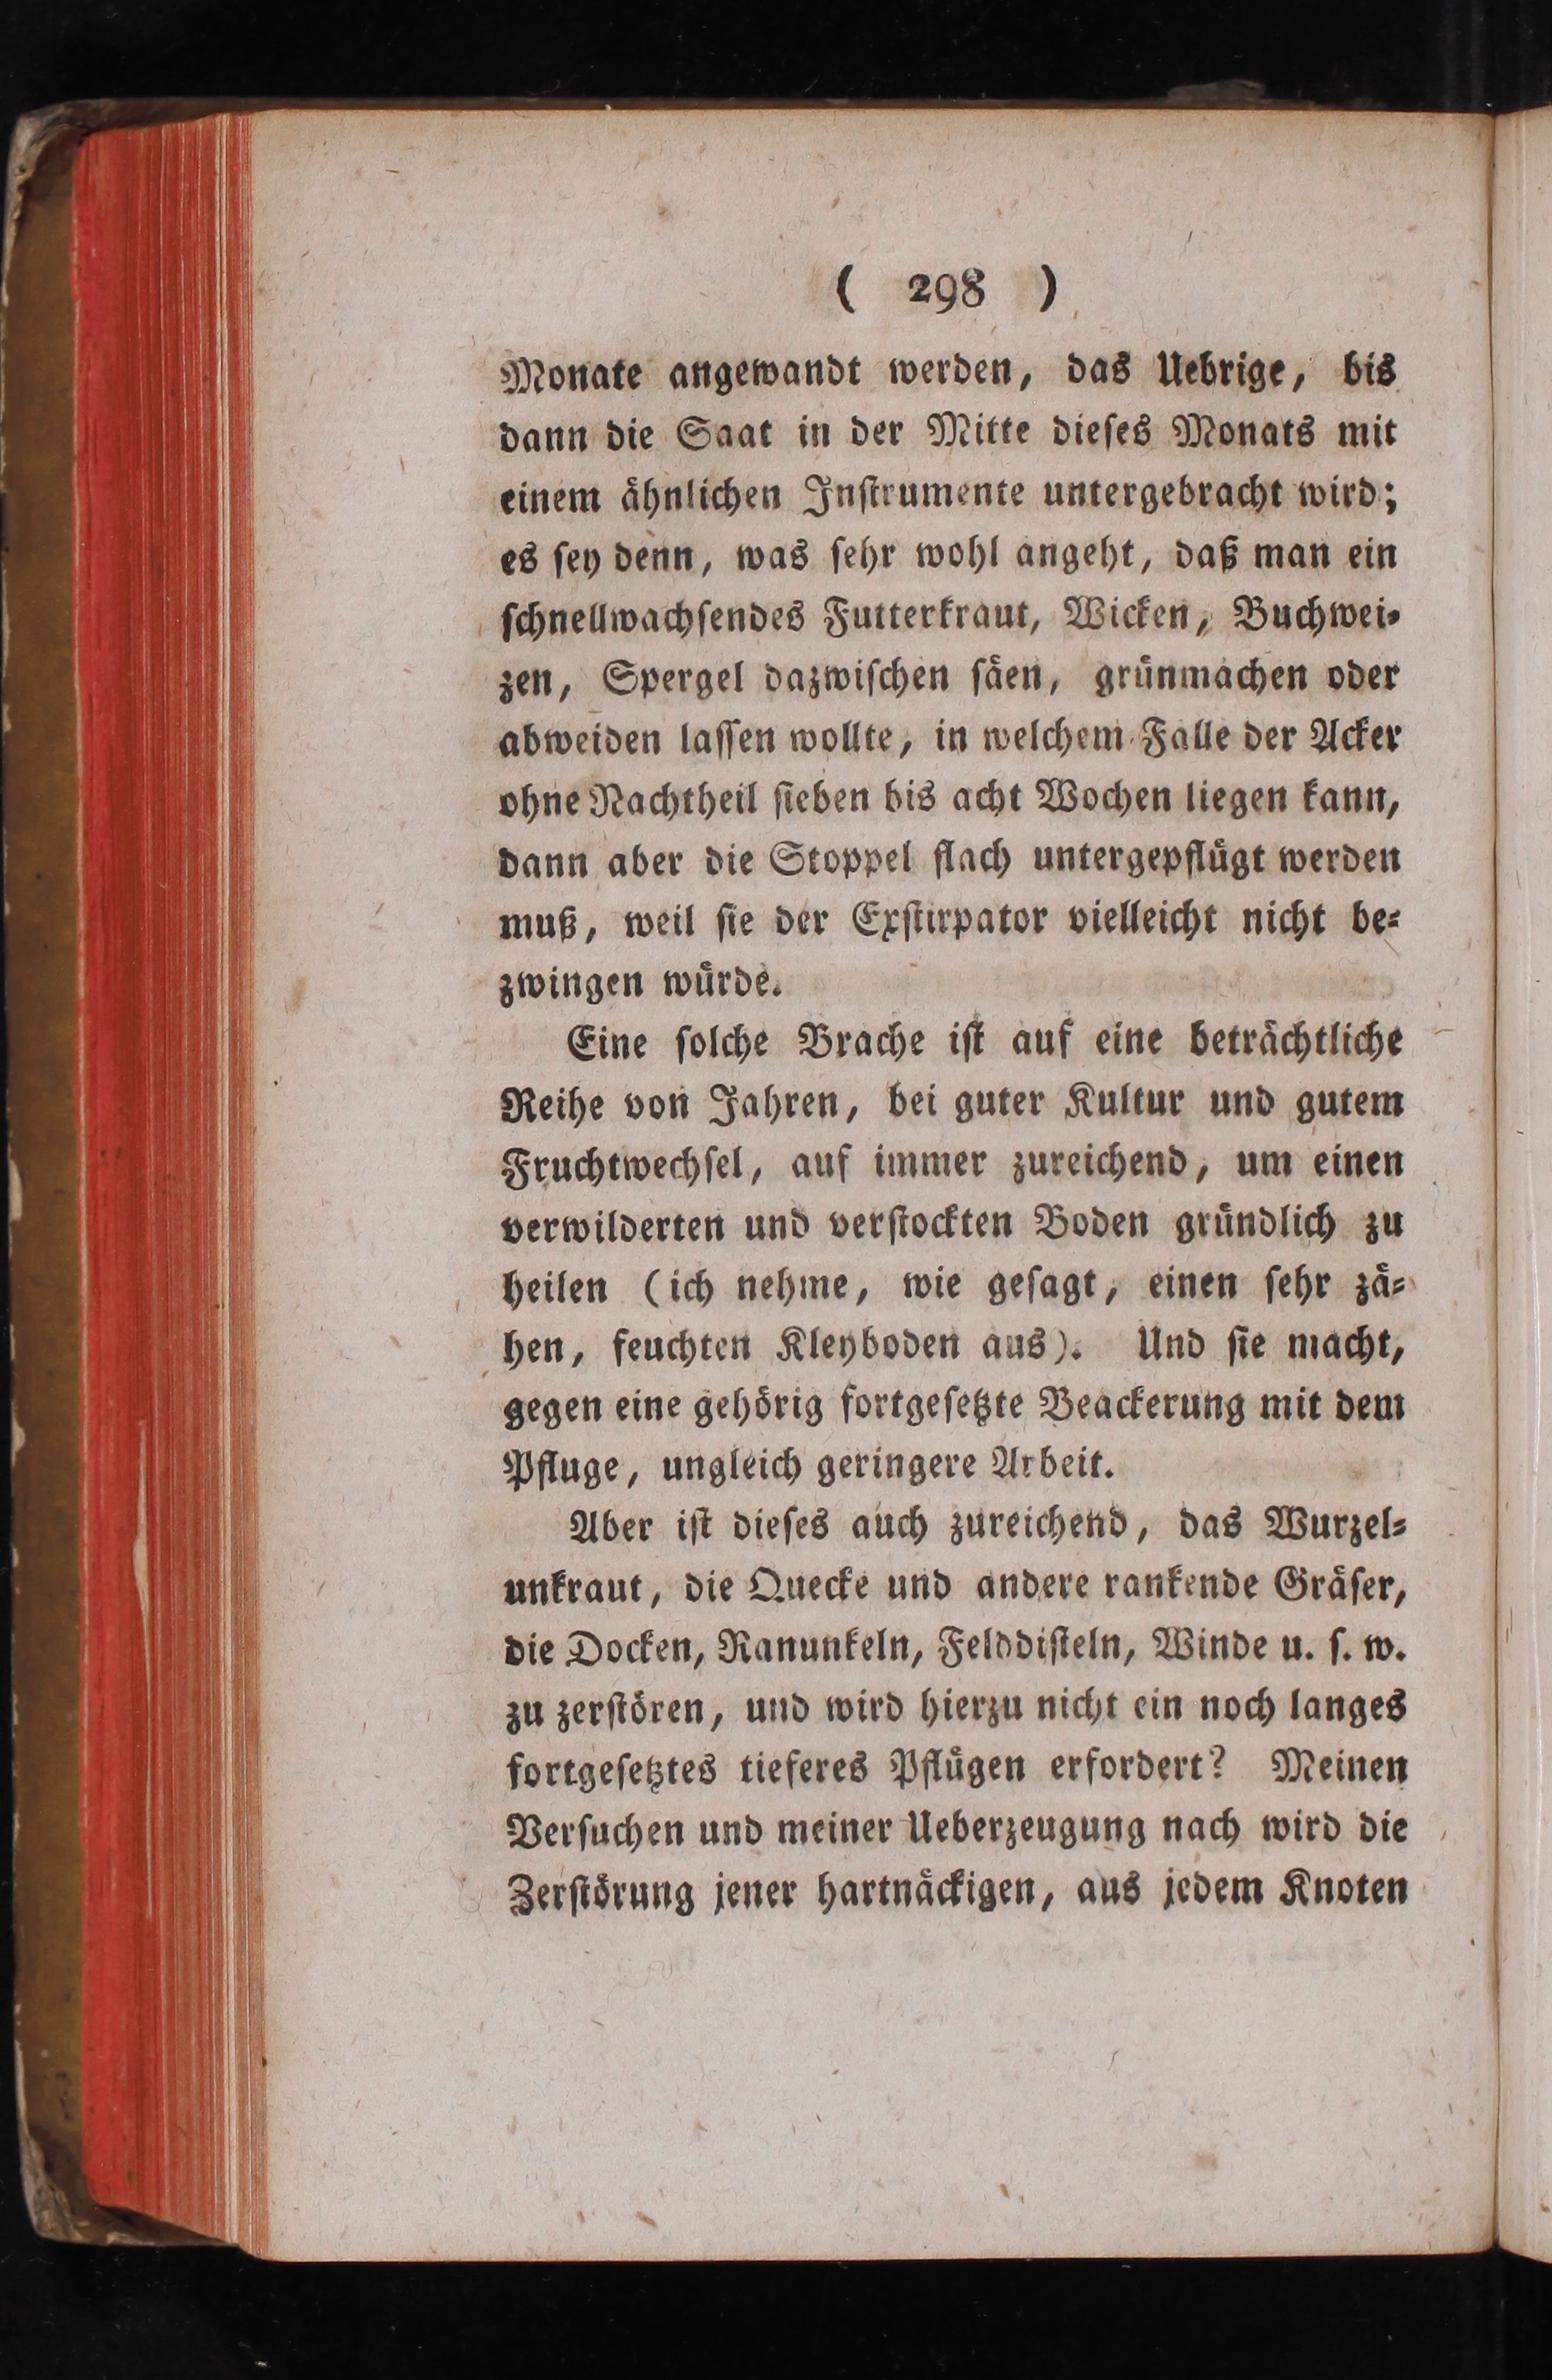 ( 298 )
Monate angewandt werden, das Uebrige, bis
dann die Saat in der Mitte dieſes Monats mit
einem ähnlichen Inſtrumente untergebracht wird;
es ſey denn, was ſehr wohl angeht, daß man ein
ſchnellwachſendes Futterkraut, Wicken, Buchwei-
zen, Spergel dazwiſchen ſäen, grünmachen oder
abweiden laſſen wollte, in welchem Falle der Acker
ohne Nachtheil ſieben bis acht Wochen liegen kann,
dann aber die Stoppel flach untergepflügt werden
muß, weil ſie der Exſtirpator vielleicht nicht be-
zwingen würde.
Eine ſolche Brache iſt auf eine beträchtliche
Reihe von Jahren, bei guter Kultur und gutem
Fruchtwechſel, auf immer zureichend, um einen
verwilderten und verſtockten Boden gründlich zu
heilen (ich nehme, wie geſagt, einen ſehr zä-
hen, feuchten Kleyboden aus). Und ſie macht,
gegen eine gehörig fortgeſetzte Beackerung mit dem
Pfluge, ungleich geringere Arbeit.
Aber iſt dieſes auch zureichend, das Wurzel-
unkraut, die Quecke und andere rankende Gräſer,
die Docken, Ranunkeln, Felddiſteln, Winde u. ſ. w.
zu zerſtören, und wird hierzu nicht ein noch langes
fortgeſetztes tieferes Pflügen erfordert? Meinen
Verſuchen und meiner Ueberzeugung nach wird die
Zerſtörung jener hartnäckigen, aus jedem Knoten